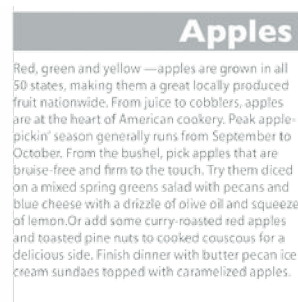 Apples
Red, green and yellow —apples are grown in all
50 states, making them a great locally produced
fruit nationwide. From juice to cobblers, apples
are at the heart of American cookery. Peak apple-
pickin' season generally runs from September to
October. From the bushel, pick apples that are
bruise-free and firm to the touch. Try them diced
on a mixed spring greens salad with pecans and
blue cheese with a drizzle of olive oil and squeeze
of lemon.Or add some curry-roasted red apples
and toasted pine nuts to cooked couscous for a
delicious side. Finish dinner with butter pecan ice
cream sundaes topped with caramelized apples.